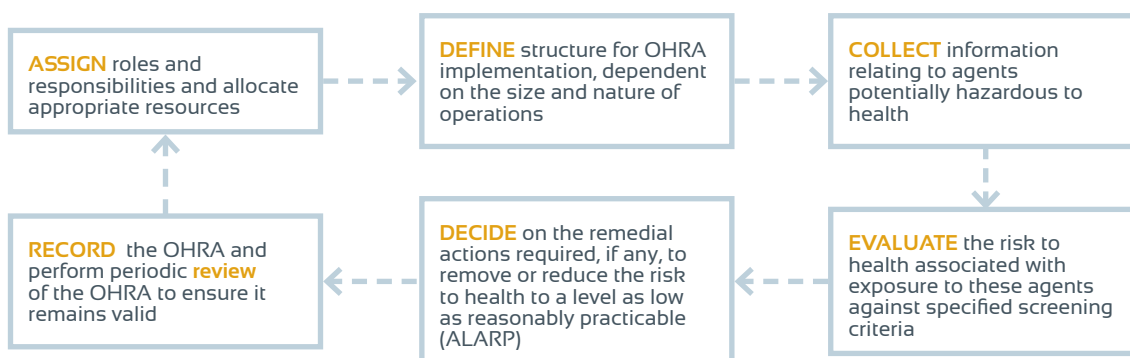 ASSIGN roles and
responsibilities and allocate
appropriate resources
DEFINE structure for OHRA
implementation, dependent
on the size and nature of
operations
COLLECT information
relating to agents
potentially hazardous to
health
EVALUATE the risk to
health associated with
exposure to these agents
against specified screening
criteria
DECIDE on the remedial
actions required, if any, to
remove or reduce the risk
to health to a level as low
as reasonably practicable
(ALARP)
RECORD the OHRA and
perform periodic review
of the OHRA to ensure it
remains valid